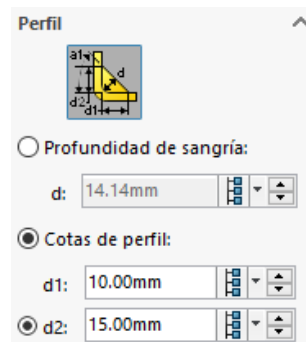 Perfil
a1
d
d2
d1
Profundidad de sangría:
d: 14.14mm
Cotas de perfil:
d1: 10.00mm
d2: 15.00mm